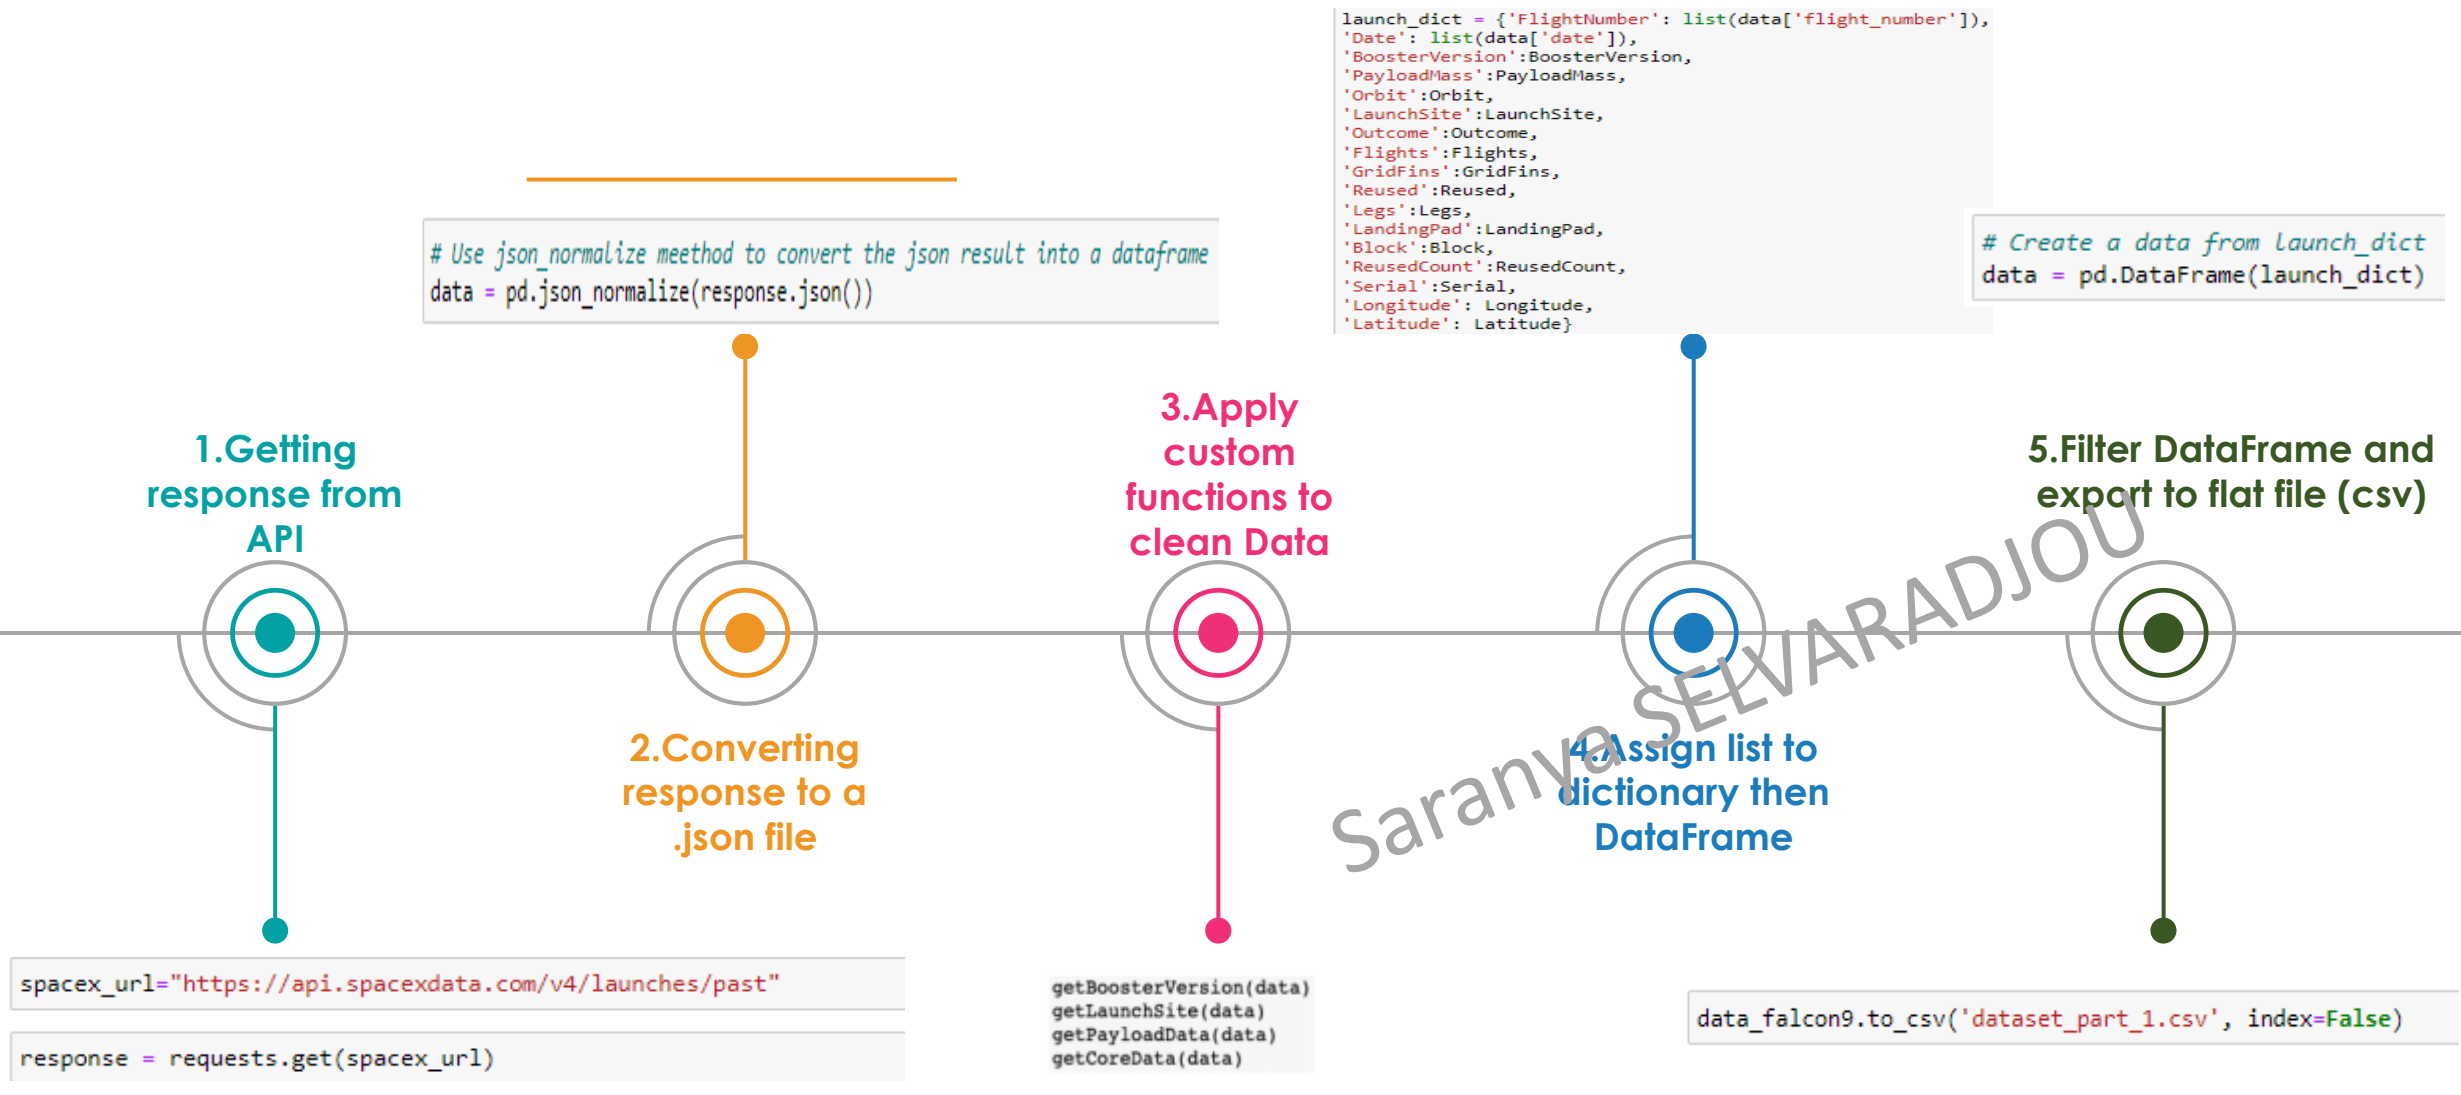 launch_dict = {'FlightNumber': list(data['flight_number']),
'Date': list(data['date']),
'BoosterVersion':BoosterVersion,
'PayloadMass':PayloadMass,
'Orbit':Orbit,
'LaunchSite':LaunchSite,
'Outcome':Outcome,
'Flights':Flights,
'GridFins':GridFins,
'Reused':Reused,
'Legs':Legs,
'LandingPad':LandingPad,
'Block':Block,
'ReusedCount':ReusedCount,
'Serial':Serial,
'Longitude': Longitude,
'Latitude': Latitude}
# Use json_normalize meethod to convert the json result into a dataframe
data = pd.json_normalize(response.json())
# Create a data from launch_dict
data = pd.DataFrame(launch_dict)
1.Getting
response from
API
2.Converting
response to a
.json file
3.Apply
custom
functions to
clean Data
4.Assign list to
dictionary then
DataFrame
5.Filter DataFrame and
export to flat file (csv)
Saranya SELVARADJOU
spacex_url="https://api.spacexdata.com/v4/launches/past"
response = requests.get(spacex_url)
getBoosterVersion(data)
getLaunchSite(data)
getPayloadData(data)
getCoreData(data)
data_falcon9.to_csv('dataset_part_1.csv', index=False)